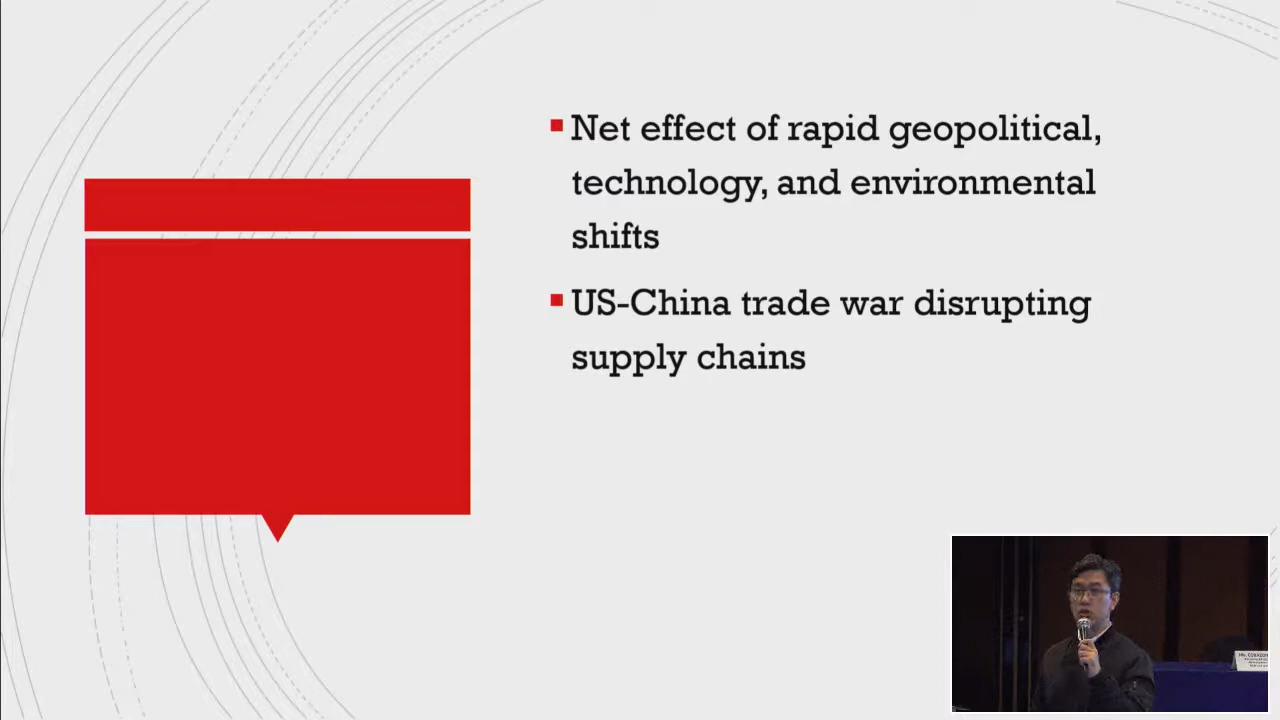 Net effect of rapid geopolitical,
technology, and environmental
shifts
US-China trade war disrupting
supply chains